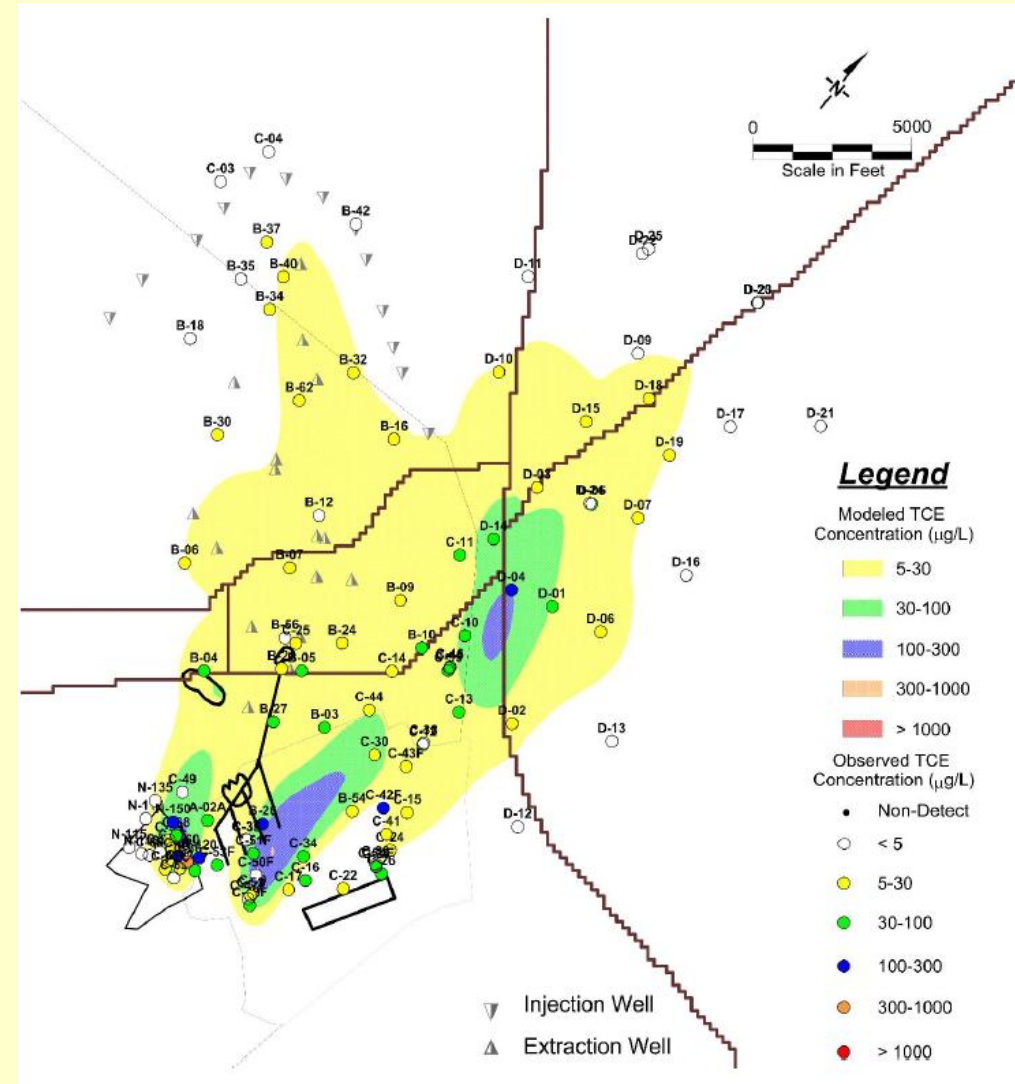 N
0 5000
Scale in Feet
C-04
C-03
B-42
B-37
D-25
B-35
B-40
D-11
B-34
D-23
B-18
D-09
B-32
D-10
B-62
D-18
D-15
B-30
B-16
D-17
D-21
D-19
D-03
B-12
D-07
D-14
C-11
B-06
B-07
D-16
D-04
B-09
D-01
B-56
C-25
B-24
C-10
D-06
B-10
B-04
B-05
C-14
C-44
C-13
B-27
B-03
D-02
D-13
C-30
C-43F
N-135
C-49
N-1
N-150
A-02A
B-54
C-42F
C-15
D-12
C-41
C-34
C-50F
C-16
C-17
C-22
Legend
Modeled TCE
Concentration (µg/L)
5-30
30-100
100-300
300-1000
> 1000
Observed TCE
Concentration (µg/L)
Non-Detect
< 5
5-30
30-100
100-300
300-1000
> 1000
Injection Well
Extraction Well